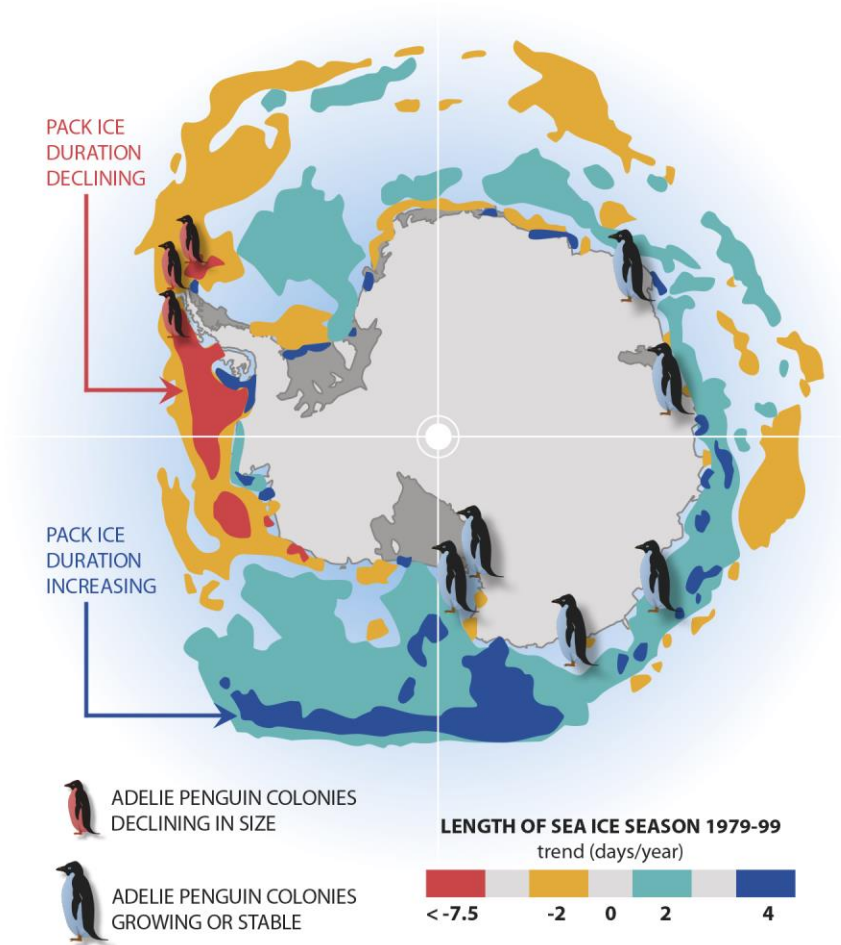 PACK ICE
DURATION
DECLINING
PACK ICE
DURATION
INCREASING
ADELIE PENGUIN COLONIES
DECLINING IN SIZE
ADELIE PENGUIN COLONIES
GROWING OR STABLE
LENGTH OF SEA ICE SEASON 1979-99
trend (days/year)
< -7.5 -2 0 2 4